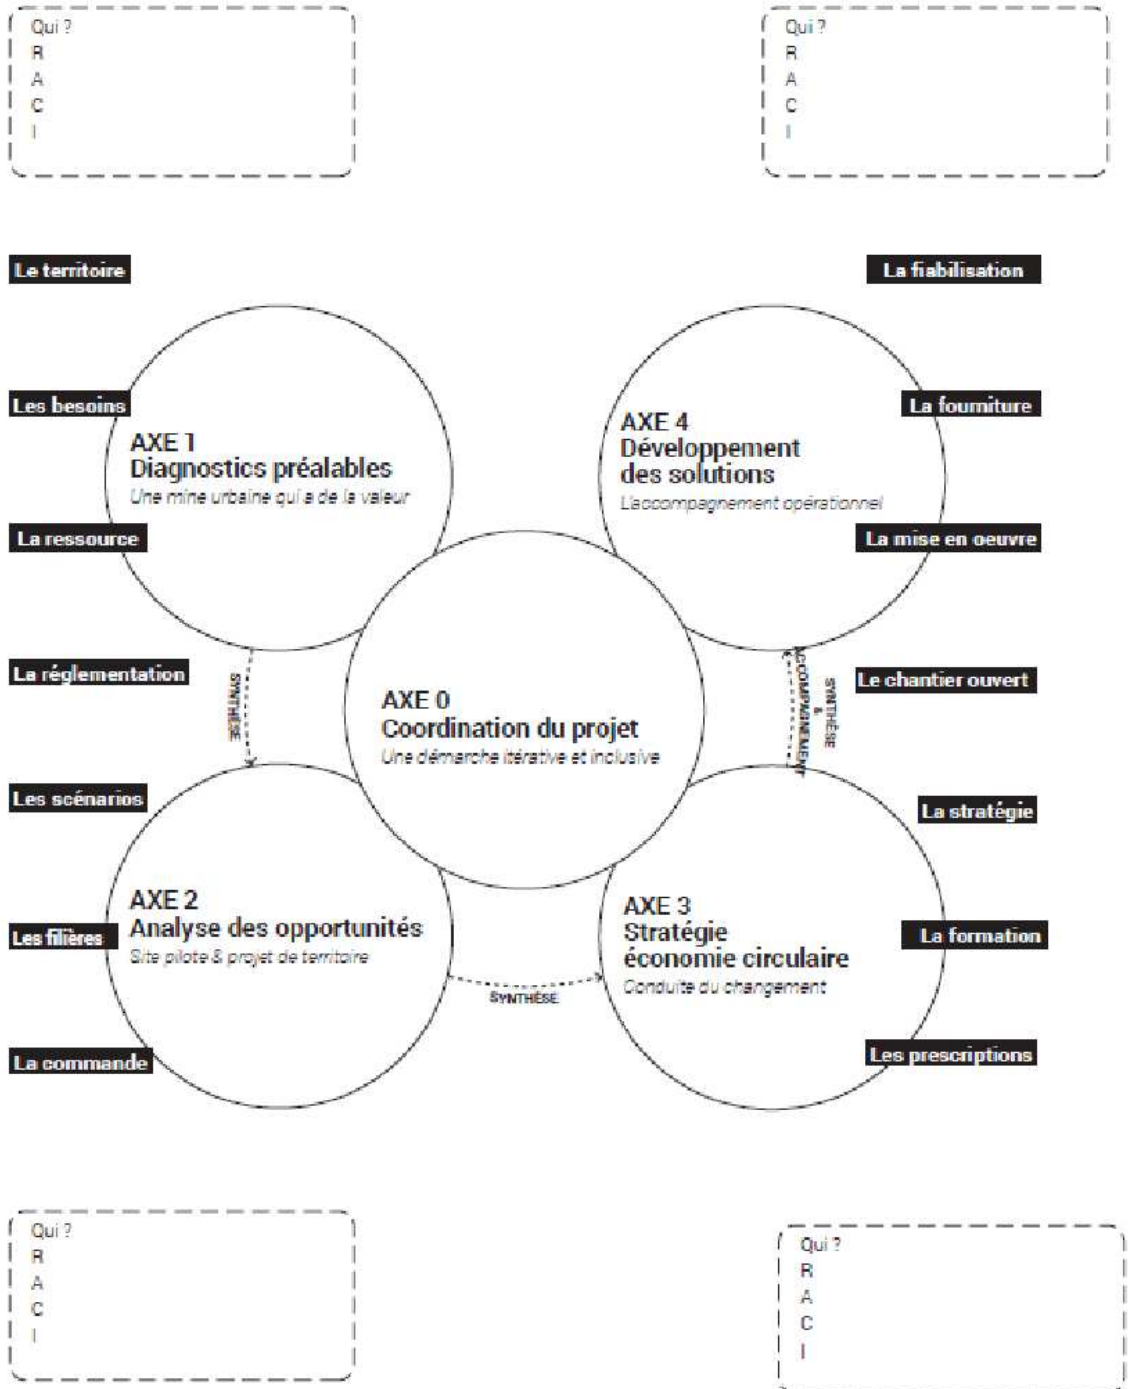 Qui ?
R
A
C
I
Qui ?
R
A
C
I
Le territoire
La fiabilisation
Les besoins
La fourniture
AXE 1
Diagnostics préalables
Une mine urbaine qui a de la valeur
AXE 4
Développement
des solutions
L'accompagnement opérationnel
La ressource
La mise en oeuvre
La réglementation
Le chantier ouvert
SYNTHÈSE
SYNTHÈSE
&
ACCOMPAGNEMENT
AXE 0
Coordination du projet
Une démarche itérative et inclusive
Les scénarios
La stratégie
AXE 2
Analyse des opportunités
Site pilote & projet de territoire
AXE 3
Stratégie
économie circulaire
Conduite du changement
Les filières
La formation
SYNTHÈSE
La commande
Les prescriptions
Qui ?
R
A
C
I
Qui ?
R
A
C
I